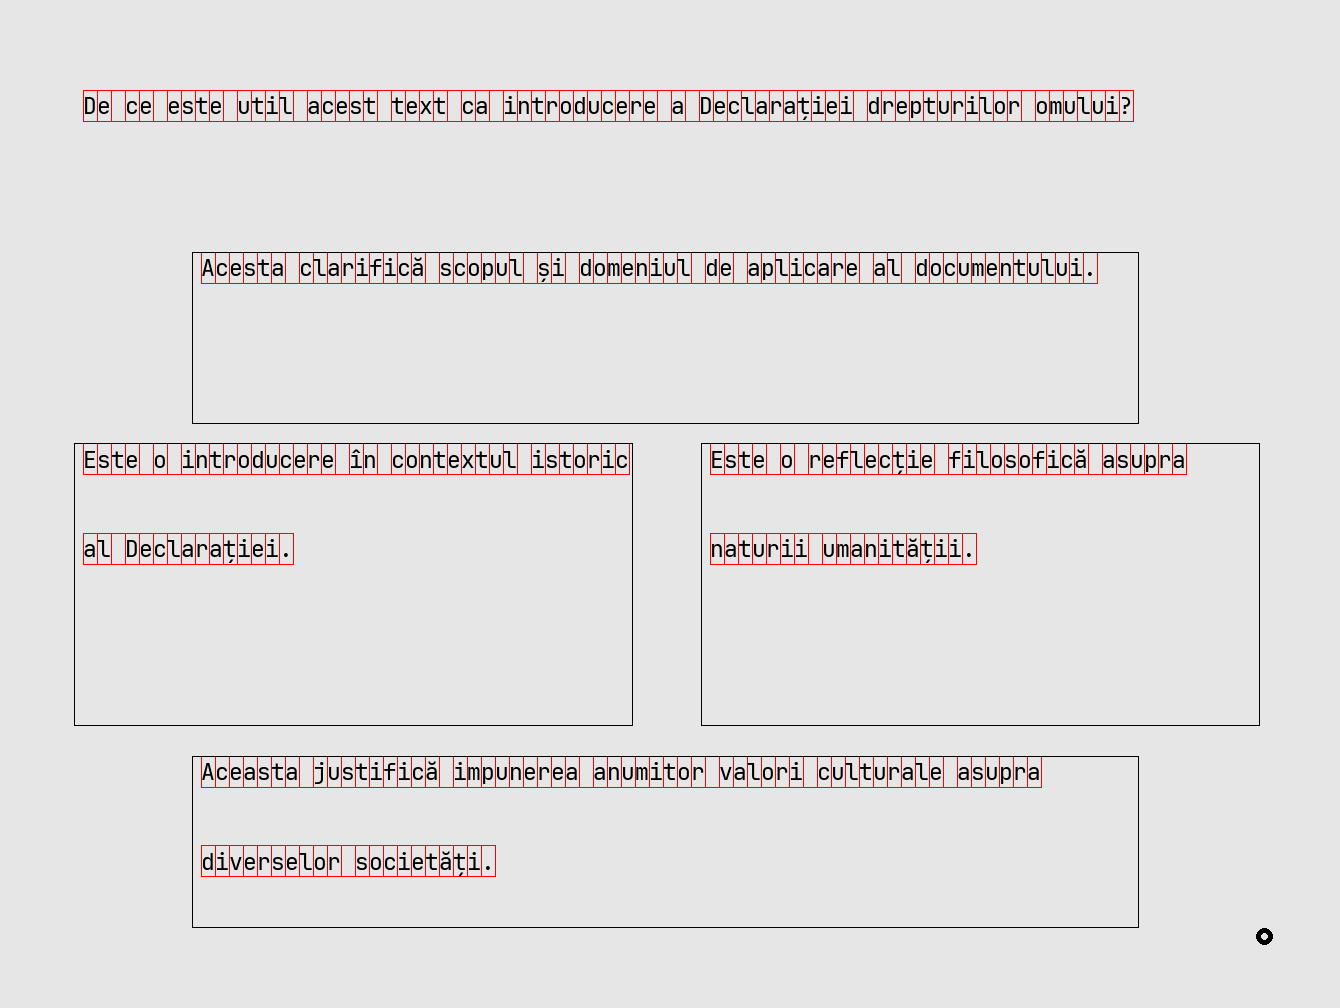 De ce este util acest text ca introducere a Declarației drepturilor omului?
Acesta clarifică scopul și domeniul de aplicare al documentului.
Este o introducere în contextul istoric
al Declarației.
Este o reflecție filosofică asupra
naturii umanității.
Aceasta justifică impunerea anumitor valori culturale asupra
diverselor societăți.